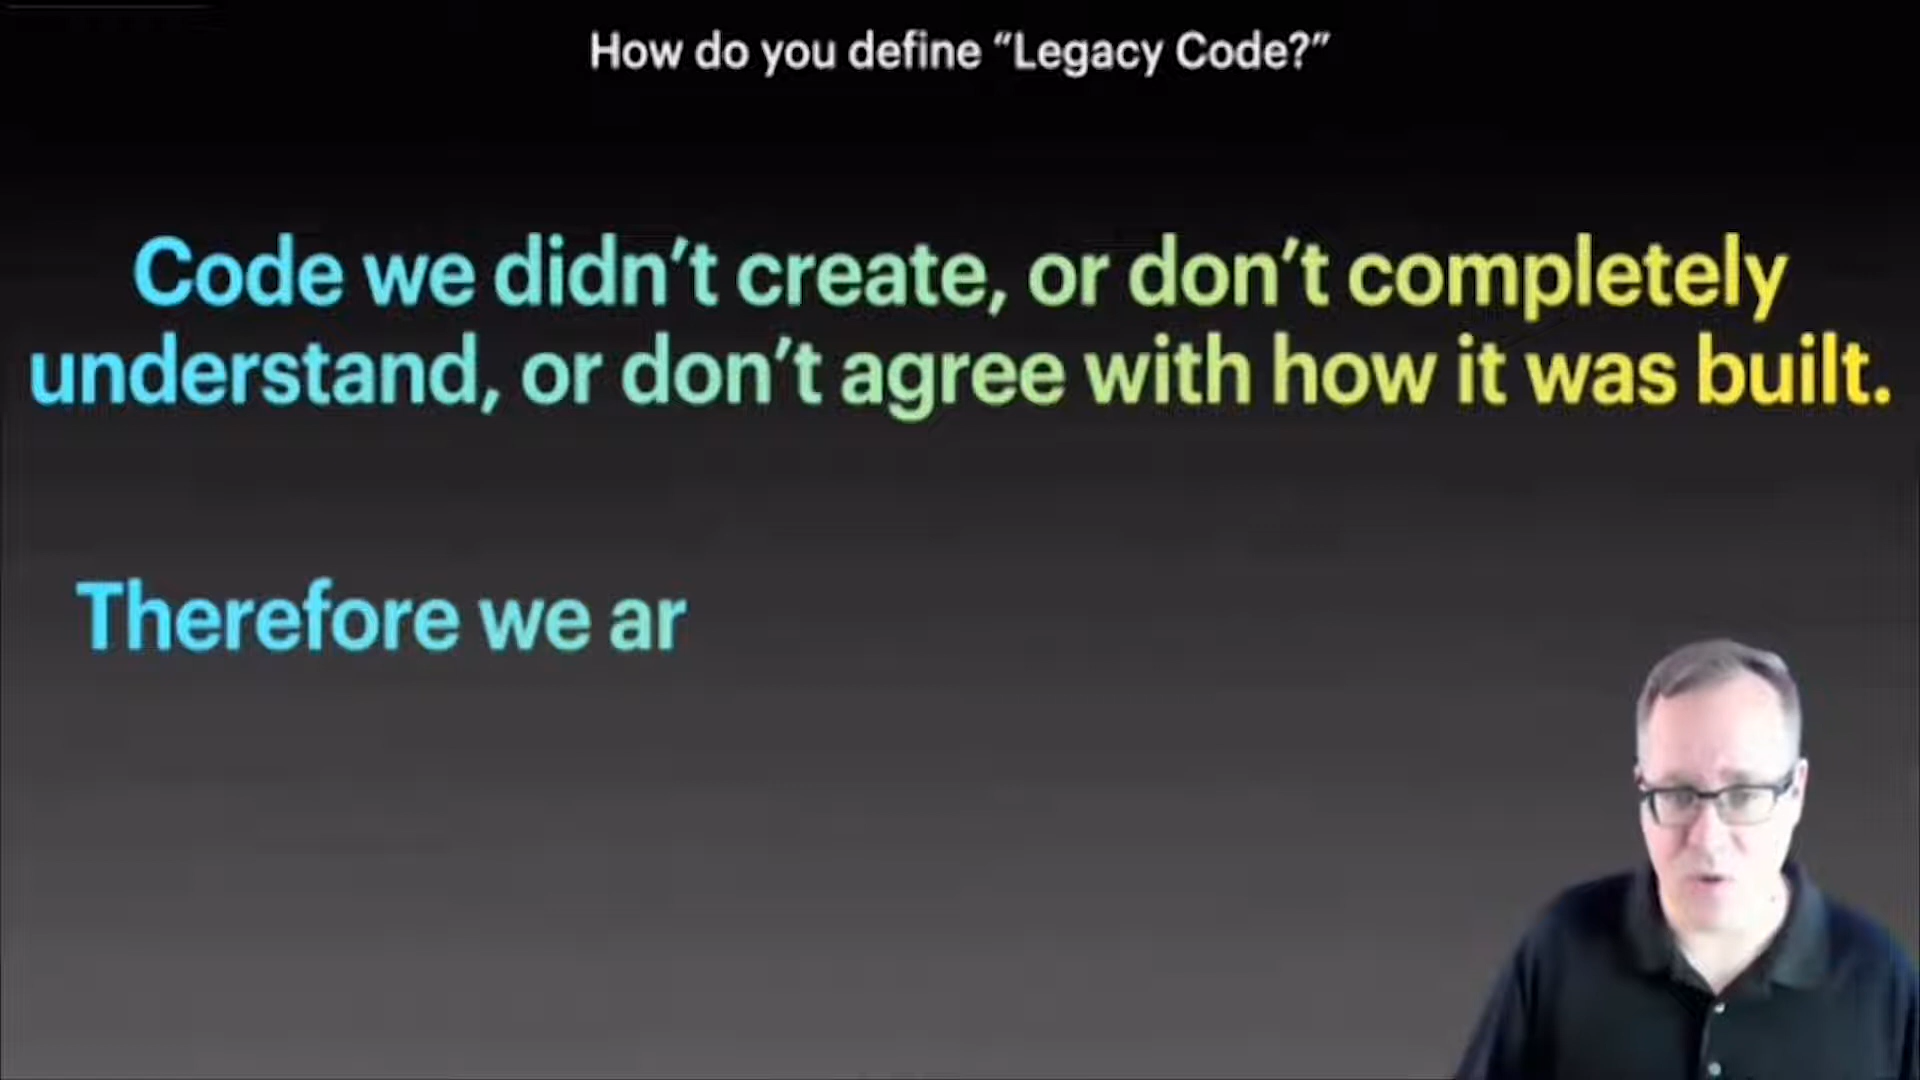 How do you define “Legacy Code?”
Code we didn’t create, or don’t completely
understand, or don’t agree with how it was built.
Therefore we ar